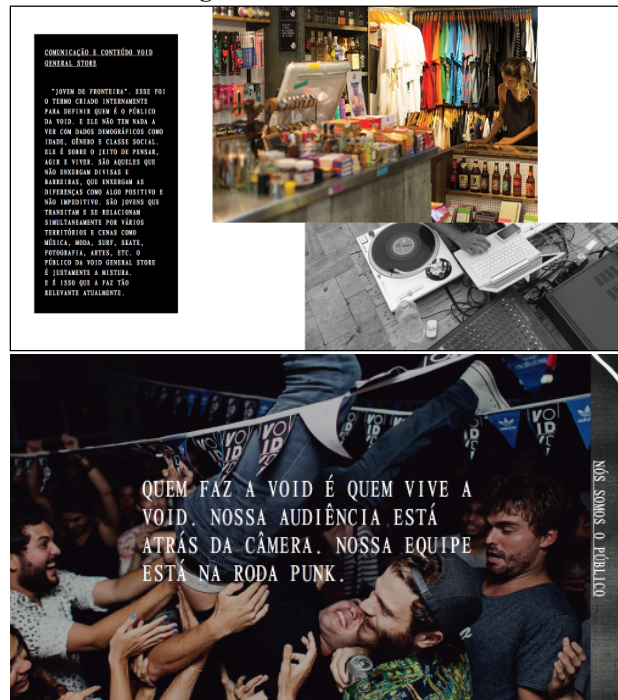 COMUNICAÇÃO E CONTEÚDO VOID
GENERAL STORE
"JOVEM DE FRONTEIRA". ESSE FOI
O TERMO CRIADO INTERNAMENTE
PARA DEFINIR QUEM É O PÚBLICO
DA VOID. E ELE NÃO TEM NADA A
VER COM DADOS DEMOGRÁFICOS COMO
IDADE, GÊNERO E CLASSE SOCIAL.
ELE É SOBRE O JEITO DE PENSAR,
AGIR E VIVER. SÃO AQUELES QUE
NÃO ENXERGAM DIVISAS E
BARREIRAS, QUE ENXERGAM AS
DIFERENÇAS COMO ALGO POSITIVO E
NÃO IMPEDITIVO. SÃO JOVENS QUE
TRANSITAM E SE RELACIONAM
SIMULTANEAMENTE POR VÁRIOS
TERRITÓRIOS E CENAS COMO
MÚSICA, MODA, SURF, SKATE,
FOTOGRAFIA, ARTES, ETC. O
PÚBLICO DA VOID GENERAL STORE
É JUSTAMENTE A MISTURA.
E É ISSO QUE A FAZ TÃO
RELEVANTE ATUALMENTE.
QUEM FAZ A VOID É QUEM VIVE A
VOID. NOSSA AUDIÊNCIA ESTÁ
ATRÁS DA CÂMERA. NOSSA EQUIPE
ESTÁ NA RODA PUNK.
NÓS SOMOS O PÚBLICO